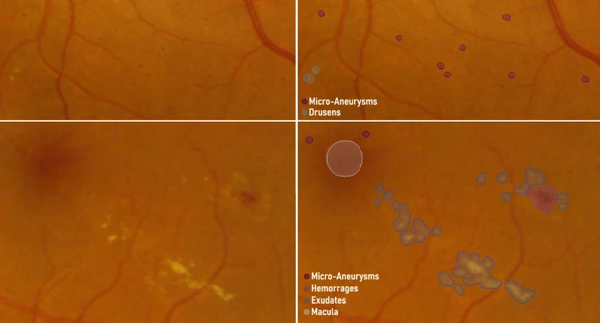 Micro-Aneurysms
Drusens
Micro-Aneurysms
Hemorrages
Exudates
Macula